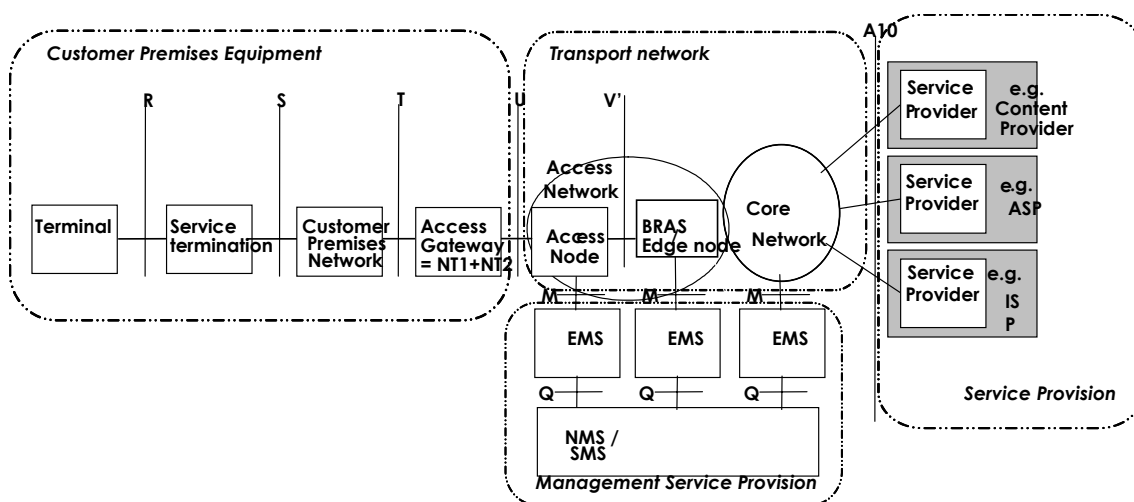 Customer Premises Equipment
Transport network
A10
R
S
T
U
V'
Service
Provider
e.g.
Content
Provider
Access
Network
Service
Provider
e.g.
ASP
Terminal
Service
termination
Customer
Premises
Network
Access
Gateway
= NT1+NT2
Access
Node
BRAS
Edge node
Core
Network
Service
Provider
e.g.
IS
P
M
M
M
EMS
EMS
EMS
Q
Q
Q
Service Provision
NMS /
SMS
Management Service Provision